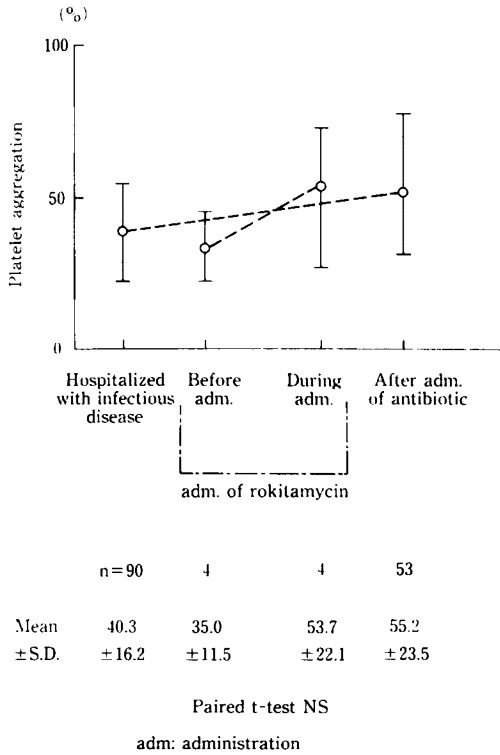 (%)
100
Platelet aggregation
50
0
Hospitalized with infectious disease
Before adm.
During adm.
After adm. of antibiotic
adm. of rokitamycin
n=90 4 4 53
Mean 40.3 35.0 53.7 55.2
±S.D. ±16.2 ±11.5 ±22.1 ±23.5
Paired t-test NS
adm: administration